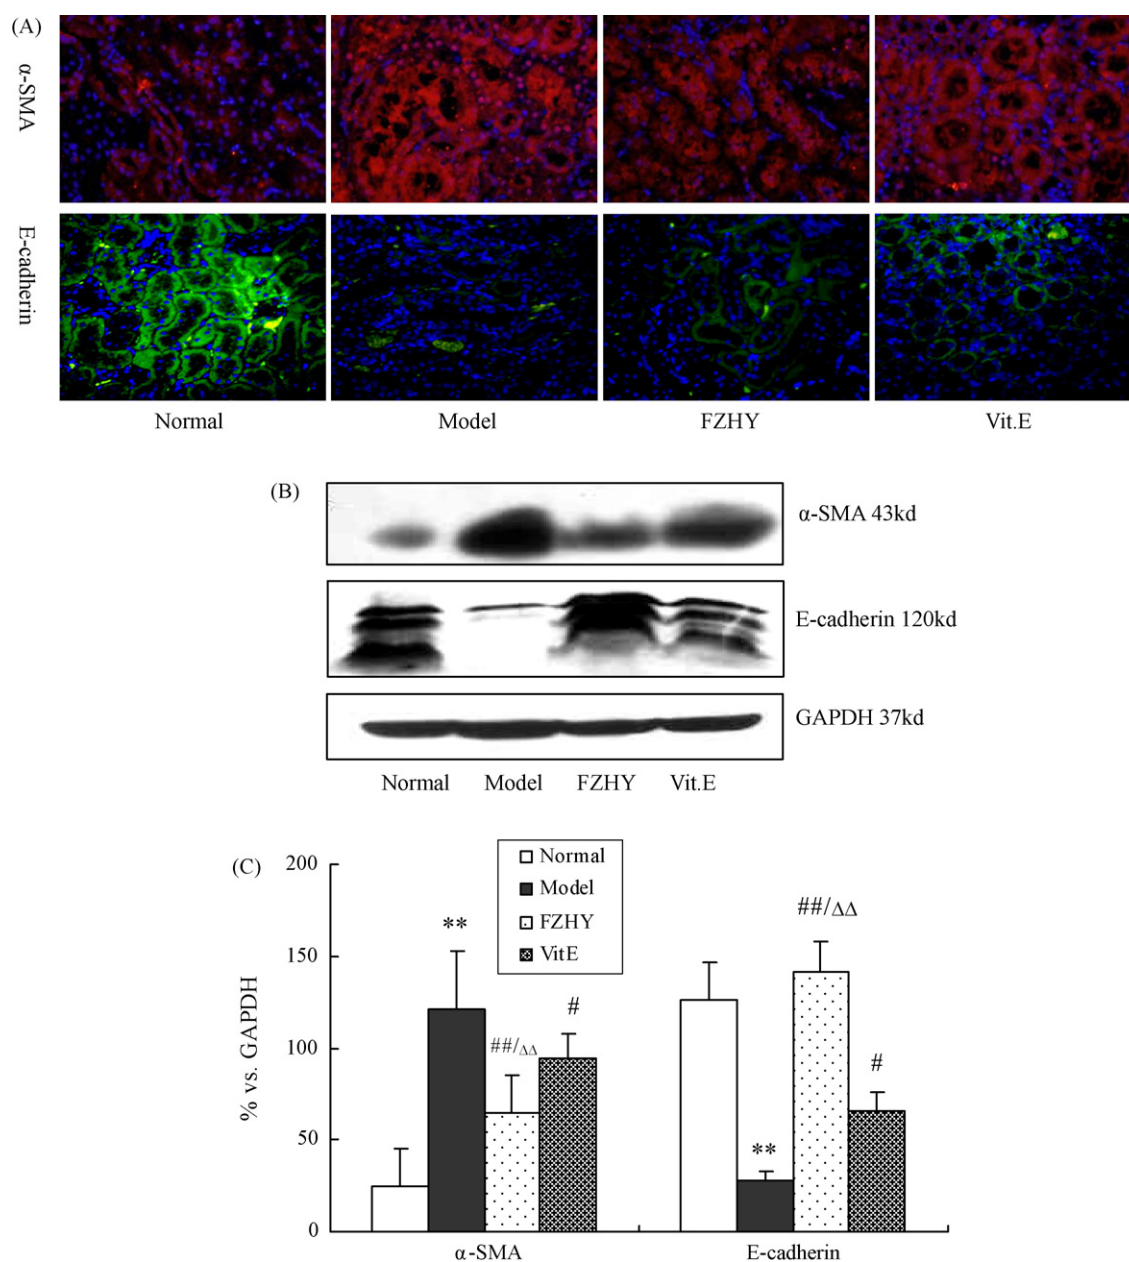 (A)
α-SMA
E-cadherin
Normal Model FZHY Vit.E
(B)
α-SMA 43kd
E-cadherin 120kd
GAPDH 37kd
Normal Model FZHY Vit.E
(C)
% vs. GAPDH
200
150
100
50
0
Normal
Model
FZHY
VitE
**
##/ΔΔ
#
**
##/ΔΔ
#
α-SMA E-cadherin